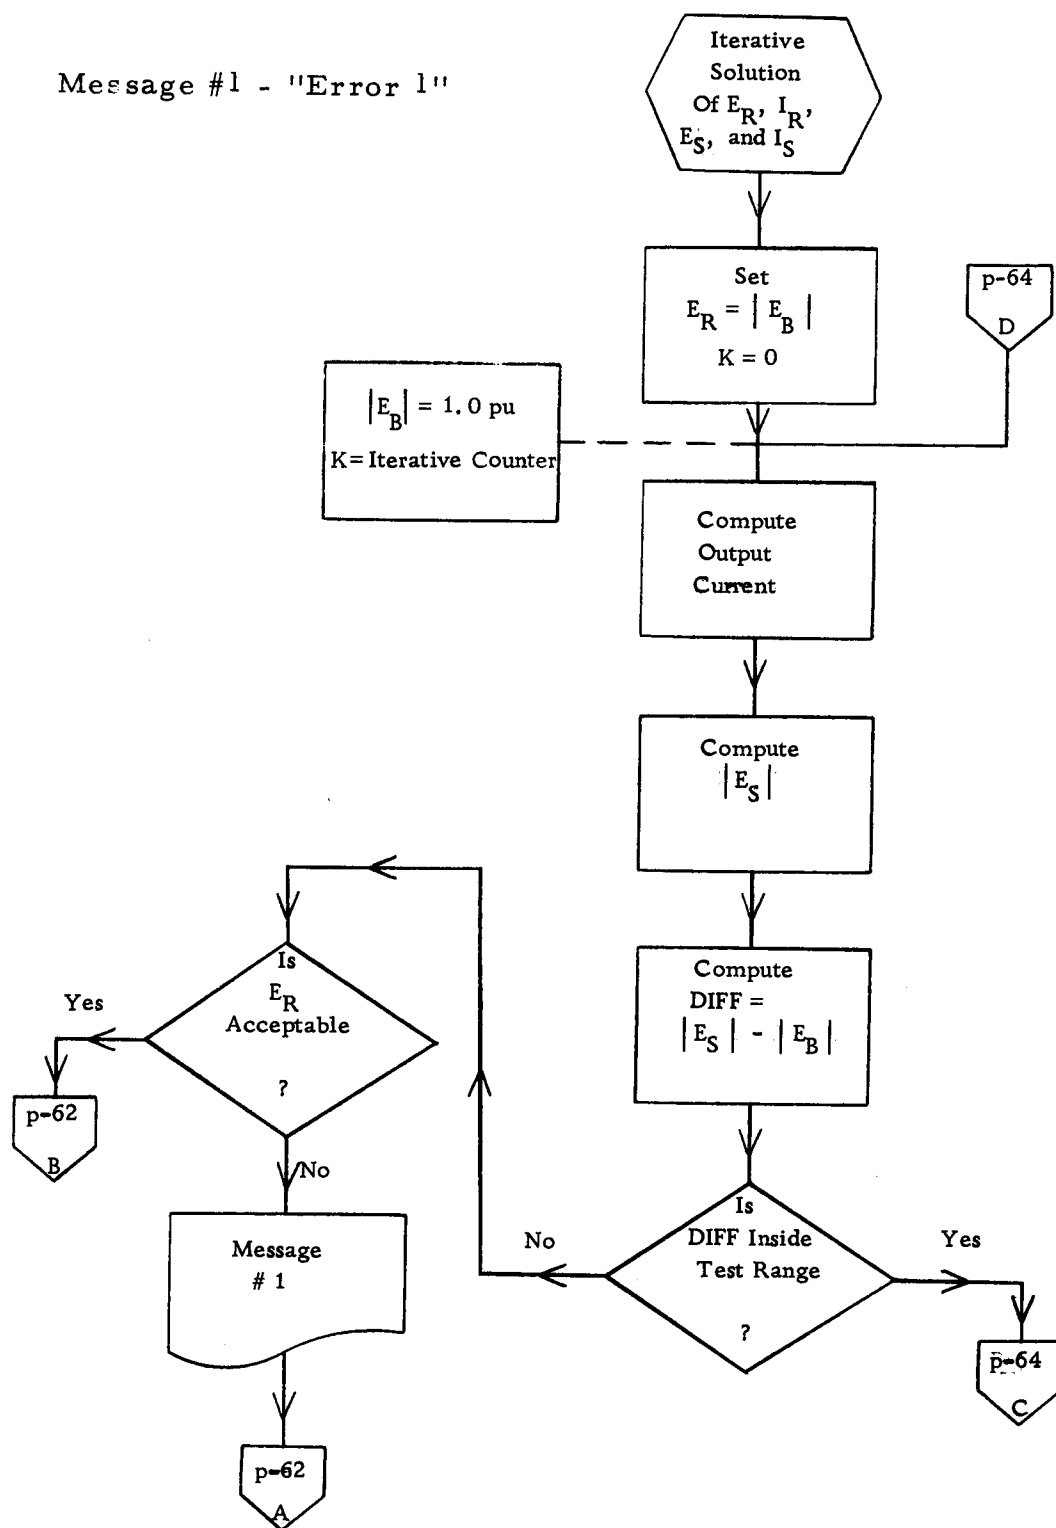 Message #1 - "Error 1"
Iterative
Solution
Of E_R, I_R,
E_S, and I_S
Set
E_R = | E_B |
K = 0
p-64
D
|E_B| = 1.0 pu
K= Iterative Counter
Compute
Output
Current
Compute
|E_S|
Compute
DIFF =
|E_S| - |E_B|
Is
E_R
Acceptable
?
Yes
p-62
B
No
Message
# 1
p-62
A
Is
DIFF Inside
Test Range
?
No
Yes
p-64
C